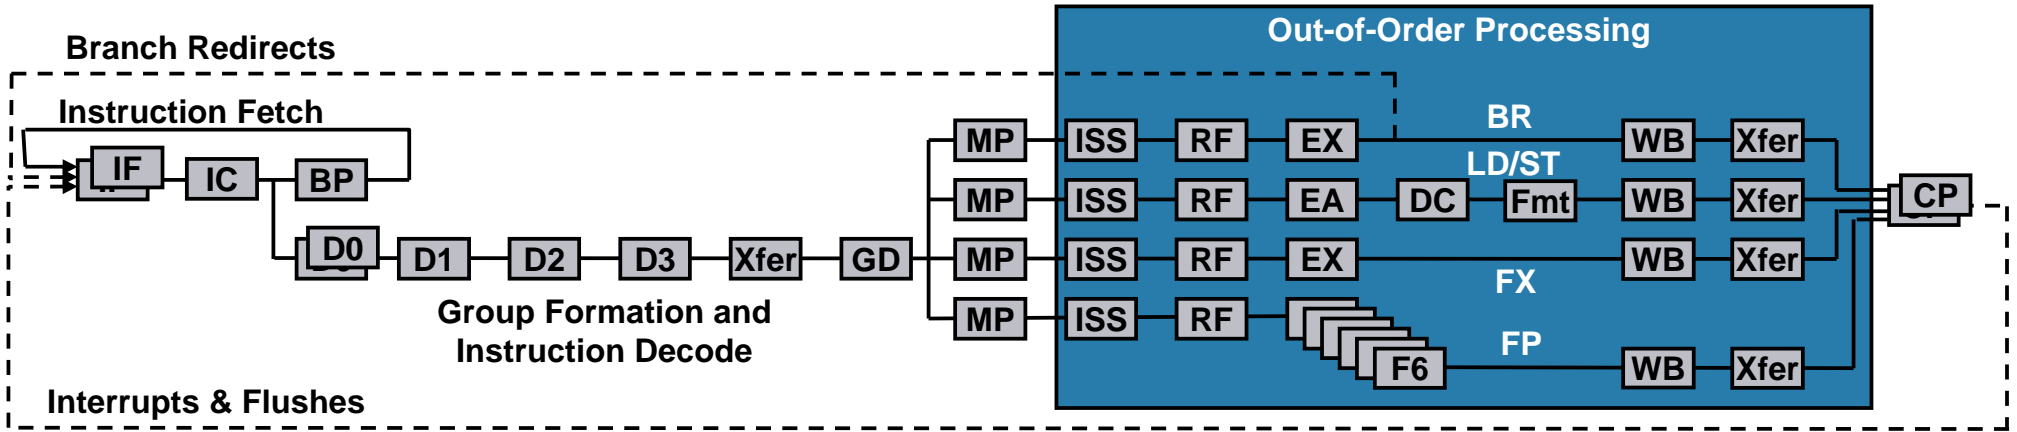 Out-of-Order Processing
Branch Redirects
Instruction Fetch
BR
MP ISS RF EX WB Xfer
IF IC BP
LD/ST
MP ISS RF EA DC Fmt WB Xfer CP
D0 D1 D2 D3 Xfer GD MP ISS RF EX WB Xfer
FX
Group Formation and
Instruction Decode
MP ISS RF
FP
F6 WB Xfer
Interrupts & Flushes